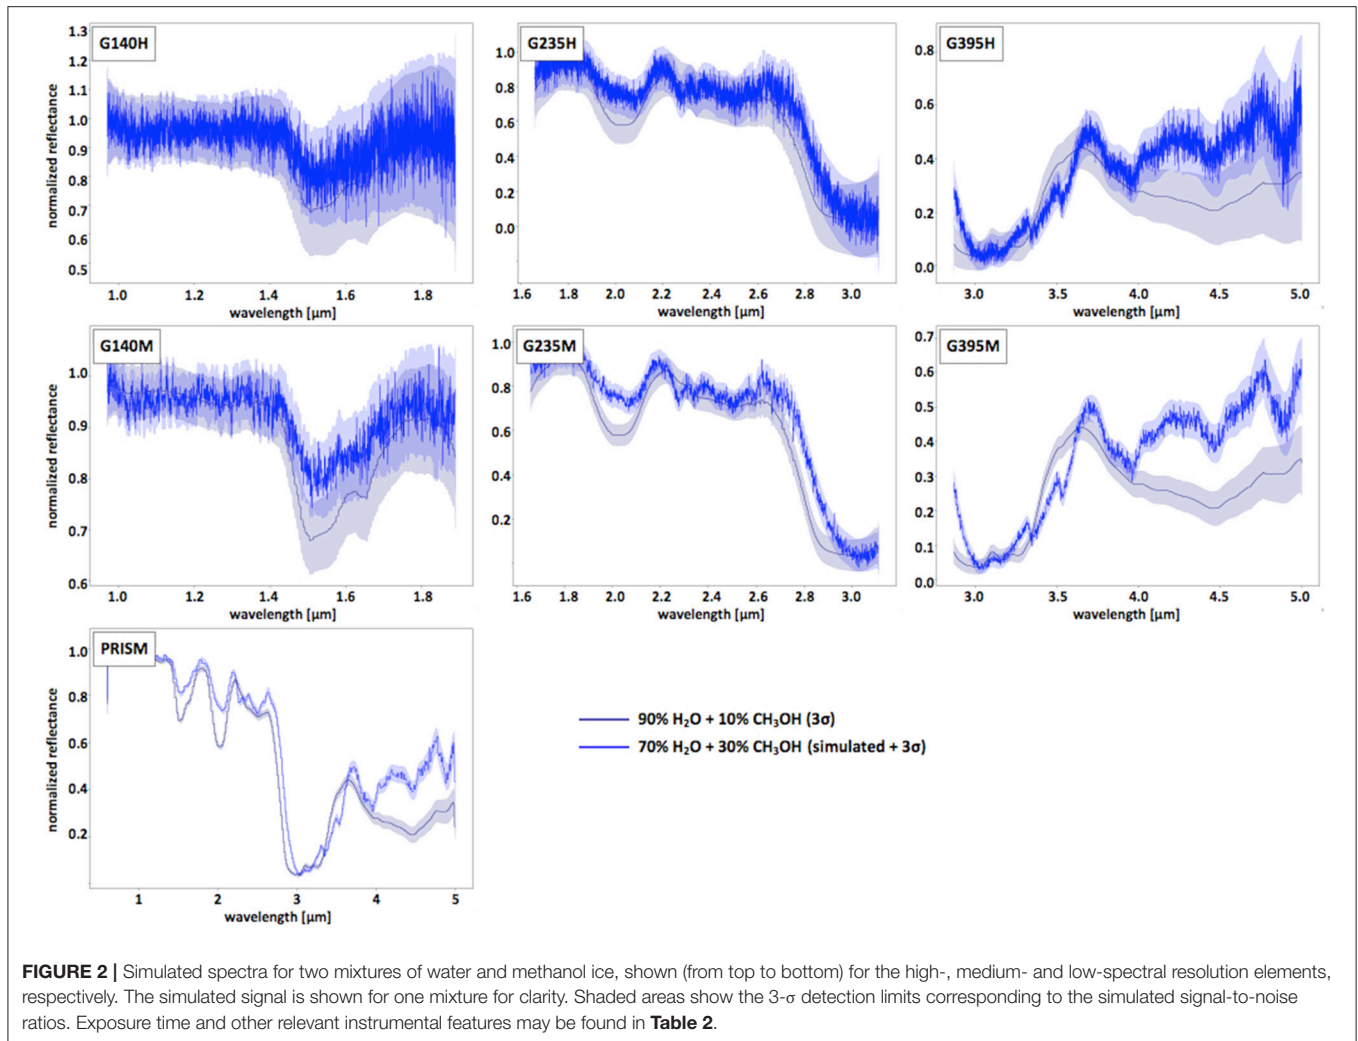 G140H
normalized reflectance
1.3
1.2
1.1
1.0
0.9
0.8
0.7
0.6
0.5
1.0 1.2 1.4 1.6 1.8
wavelength [µm]
G235H
1.0
0.8
0.6
0.4
0.2
0.0
1.6 1.8 2.0 2.2 2.4 2.6 2.8 3.0
wavelength [µm]
G395H
0.8
0.6
0.4
0.2
0.0
3.0 3.5 4.0 4.5 5.0
wavelength [µm]
G140M
normalized reflectance
1.0
0.9
0.8
0.7
0.6
1.0 1.2 1.4 1.6 1.8
wavelength [µm]
G235M
1.0
0.8
0.6
0.4
0.2
1.6 1.8 2.0 2.2 2.4 2.6 2.8 3.0
wavelength [µm]
G395M
0.7
0.6
0.5
0.4
0.3
0.2
0.1
0.0
3.0 3.5 4.0 4.5 5.0
wavelength [µm]
PRISM
normalized reflectance
1.0
0.8
0.6
0.4
0.2
1 2 3 4 5
wavelength [µm]
90% H₂O + 10% CH₃OH (3σ)
70% H₂O + 30% CH₃OH (simulated + 3σ)
FIGURE 2 | Simulated spectra for two mixtures of water and methanol ice, shown (from top to bottom) for the high-, medium- and low-spectral resolution elements,
respectively. The simulated signal is shown for one mixture for clarity. Shaded areas show the 3-σ detection limits corresponding to the simulated signal-to-noise
ratios. Exposure time and other relevant instrumental features may be found in Table 2.